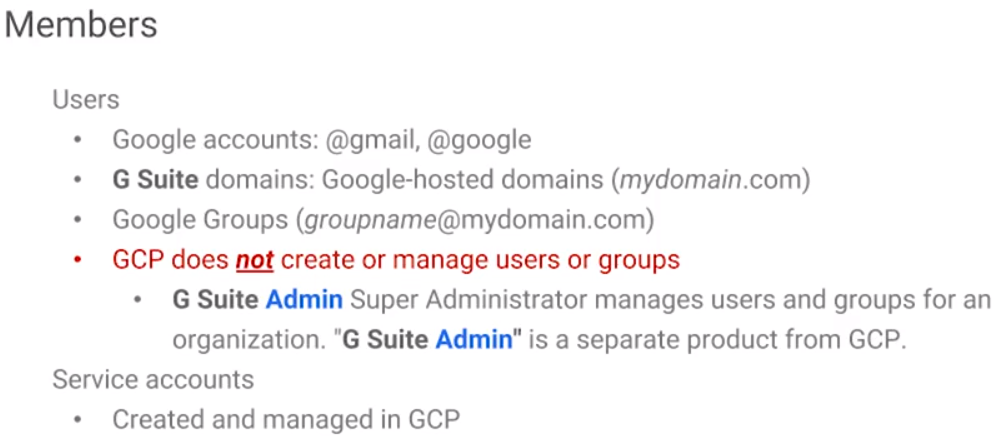 Members
Users
• Google accounts: @gmail, @google
• G Suite domains: Google-hosted domains (mydomain.com)
• Google Groups (groupname@mydomain.com)
• GCP does not create or manage users or groups
• G Suite Admin Super Administrator manages users and groups for an
organization. "G Suite Admin" is a separate product from GCP.
Service accounts
• Created and managed in GCP